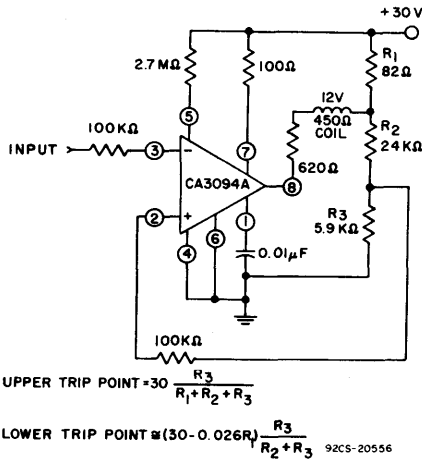 +30V
R1
82Ω
2.7MΩ
100Ω
12V
450Ω
COIL
R2
24KΩ
5
100KΩ
INPUT
3
−
7
CA3094A
8
620Ω
2
+
1
R3
5.9KΩ
6
4
0.01µF
100KΩ
UPPER TRIP POINT = 30 R3 / R1 + R2 + R3
LOWER TRIP POINT ≅ (30 - 0.026R1) R3 / R2 + R3
92CS-20556